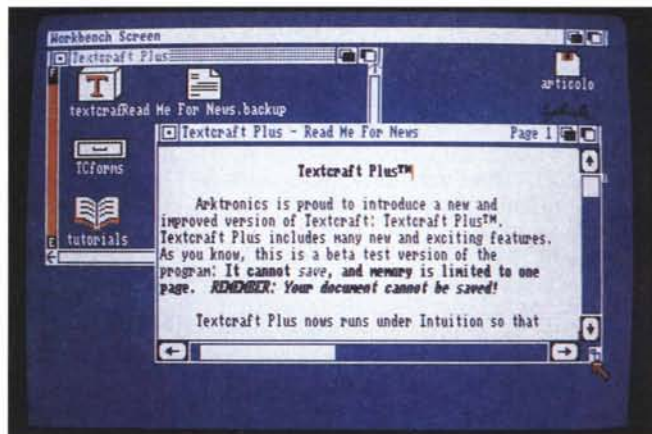 Workbench Screen
Textcraft Plus
textcraf
Read Me For News.backup
articolo
TCforms
tutorials
E
Textcraft Plus - Read Me For News
Page 1
Textcraft Plus™
Arktronics is proud to introduce a new and
improved version of Textcraft: Textcraft Plus™.
Textcraft Plus includes many new and exciting features.
As you know, this is a beta test version of the
program: It cannot save, and memory is limited to one
page. REMEMBER: Your document cannot be saved!
Textcraft Plus nows runs under Intuition so that